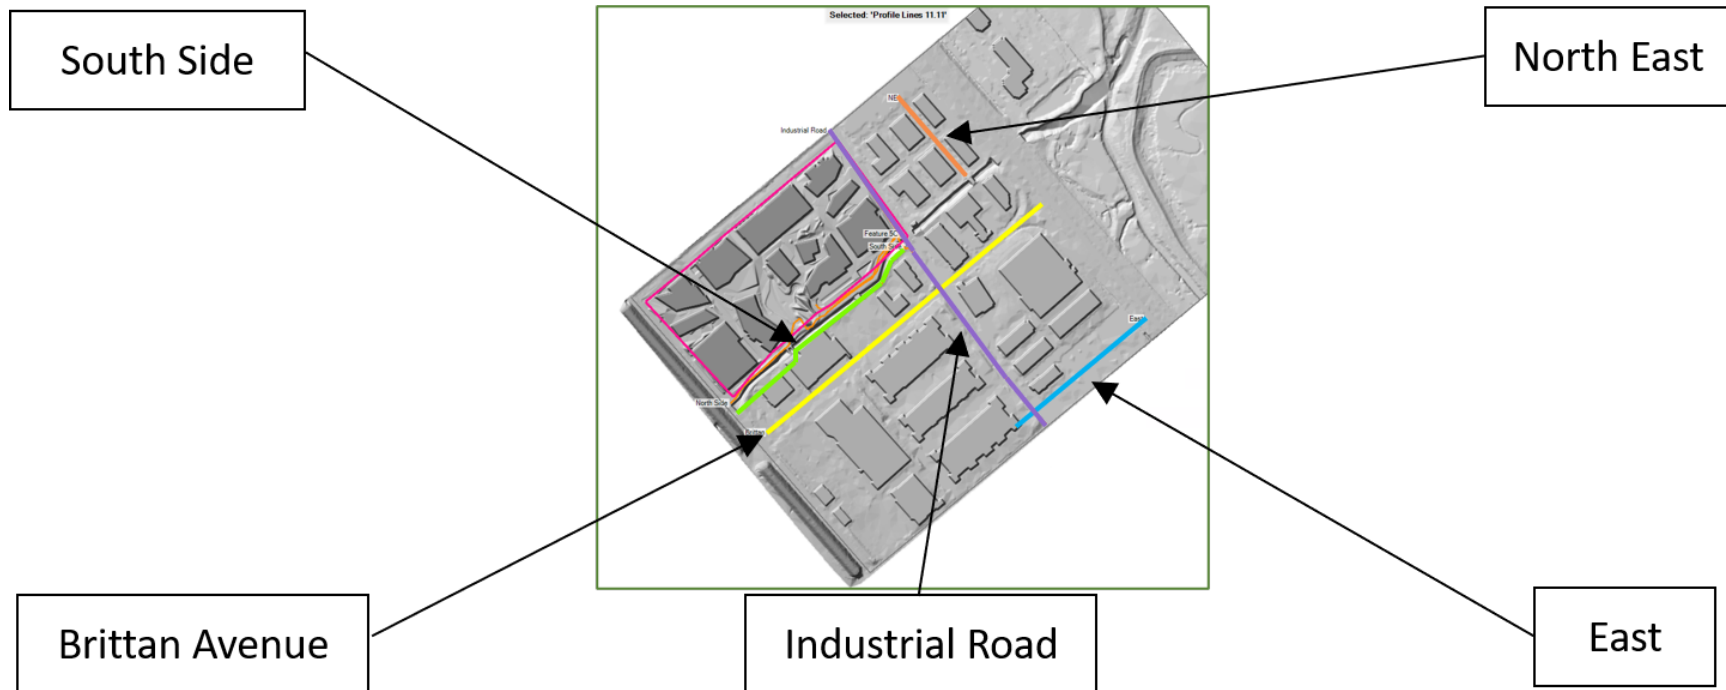 Selected: 'Profile Lines 11.11'
South Side
North East
NE
Industrial Road
Feature SC
South Side
East
North Side
Brittan
Brittan Avenue
Industrial Road
East